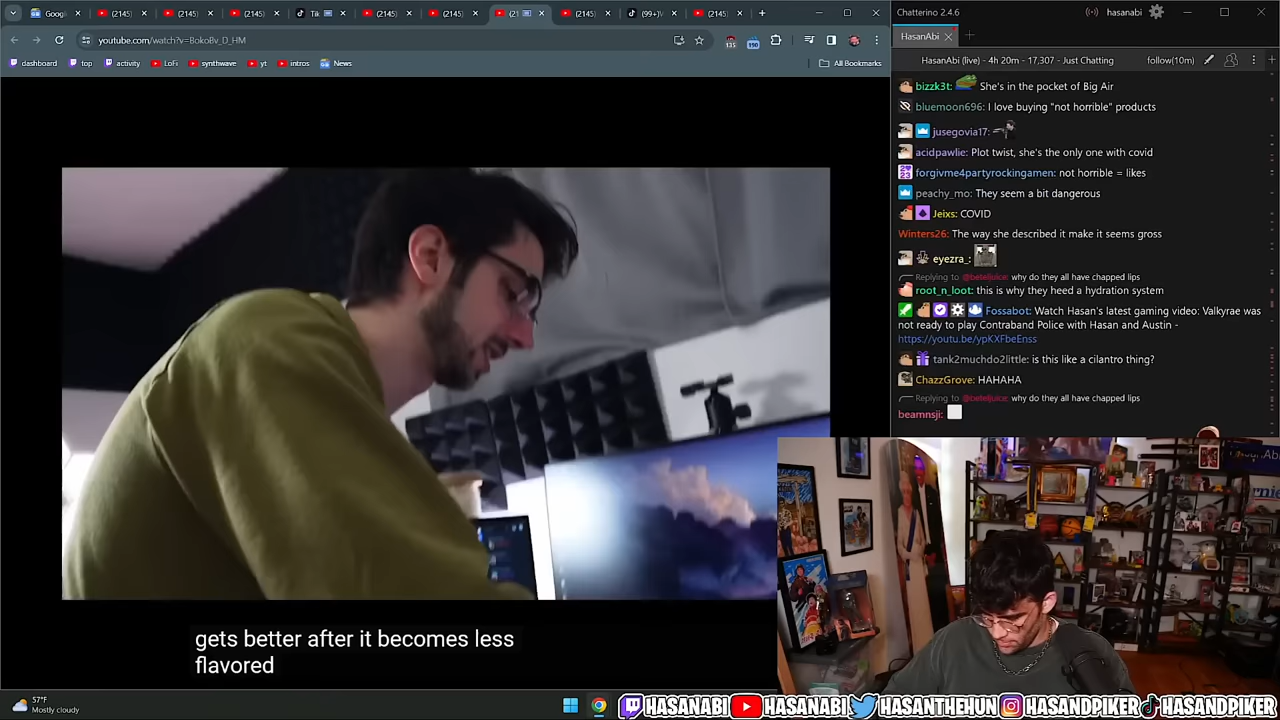 Google
(2145)
(2145)
(2145)
Tik
(2145)
(2145)
(21
(2145)
(99+)
(2145)
Chatterino 2.4.6
hasanabi
youtube.com/watch?v=BokoBv_D_HM
135
150
HasanAbi
dashboard
top
activity
LoFi
synthwave
yt
intros
News
All Bookmarks
HasanAbi (live) - 4h 20m - 17,307 - Just Chatting
follow(10m)
bizzk3t: She's in the pocket of Big Air
bluemoon696: I love buying "not horrible" products
jusegovia17:
acidpawlie: Plot twist, she's the only one with covid
forgivme4partyrockingamen: not horrible = likes
peachy_mo: They seem a bit dangerous
Jeixs: COVID
Winters26: The way she described it make it seems gross
eyezra_:
Replying to @beteljuice: why do they all have chapped lips
root_n_loot: this is why they heed a hydration system
Fossabot: Watch Hasan's latest gaming video: Valkyrae was
not ready to play Contraband Police with Hasan and Austin -
https://youtu.be/ypKXFbeEnss
tank2muchdo2little: is this like a cilantro thing?
ChazzGrove: HAHAHA
Replying to @beteljuice: why do they all have chapped lips
beamnsji:
gets better after it becomes less
flavored
57°F
Mostly cloudy
HASANABI
HASANABI
HASANTHEHUN
HASANDPIKER
HASANDPIKER